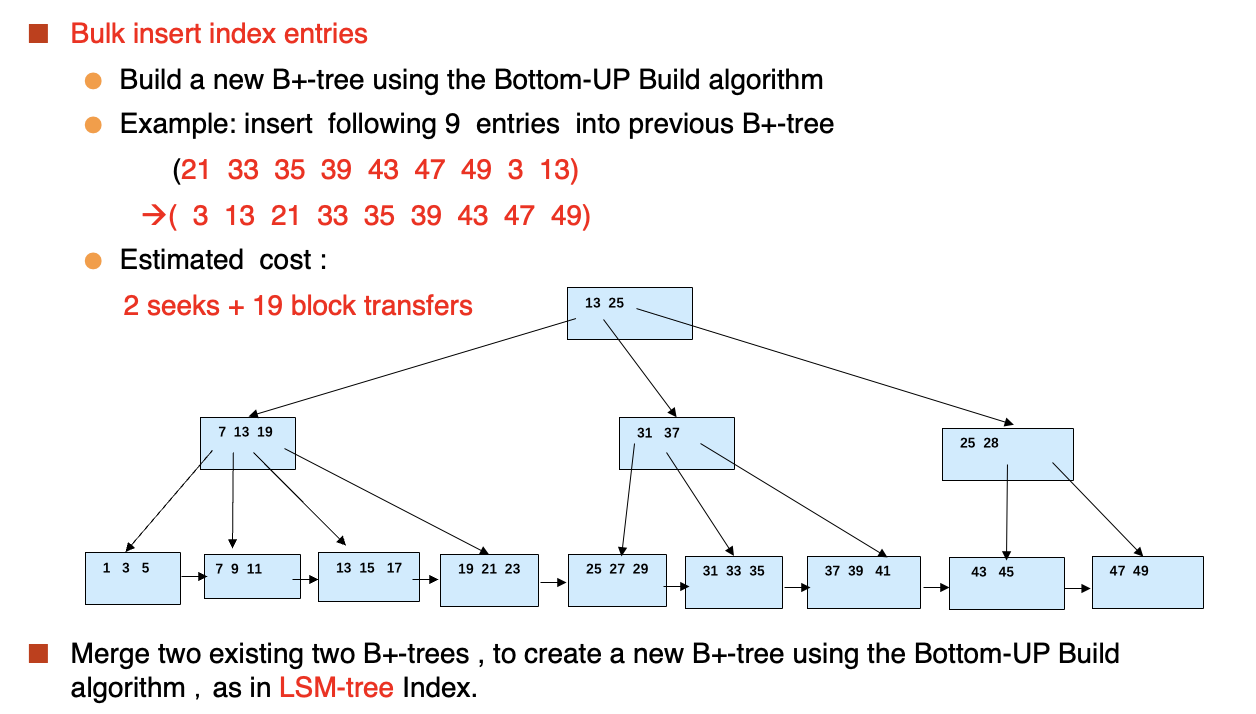 Bulk insert index entries
Build a new B+-tree using the Bottom-UP Build algorithm
Example: insert following 9 entries into previous B+-tree
(21 33 35 39 43 47 49 3 13)
→( 3 13 21 33 35 39 43 47 49)
Estimated cost :
2 seeks + 19 block transfers
13 25
7 13 19
31 37
25 28
1 3 5
7 9 11
13 15 17
19 21 23
25 27 29
31 33 35
37 39 41
43 45
47 49
Merge two existing two B+-trees , to create a new B+-tree using the Bottom-UP Build
algorithm , as in LSM-tree Index.